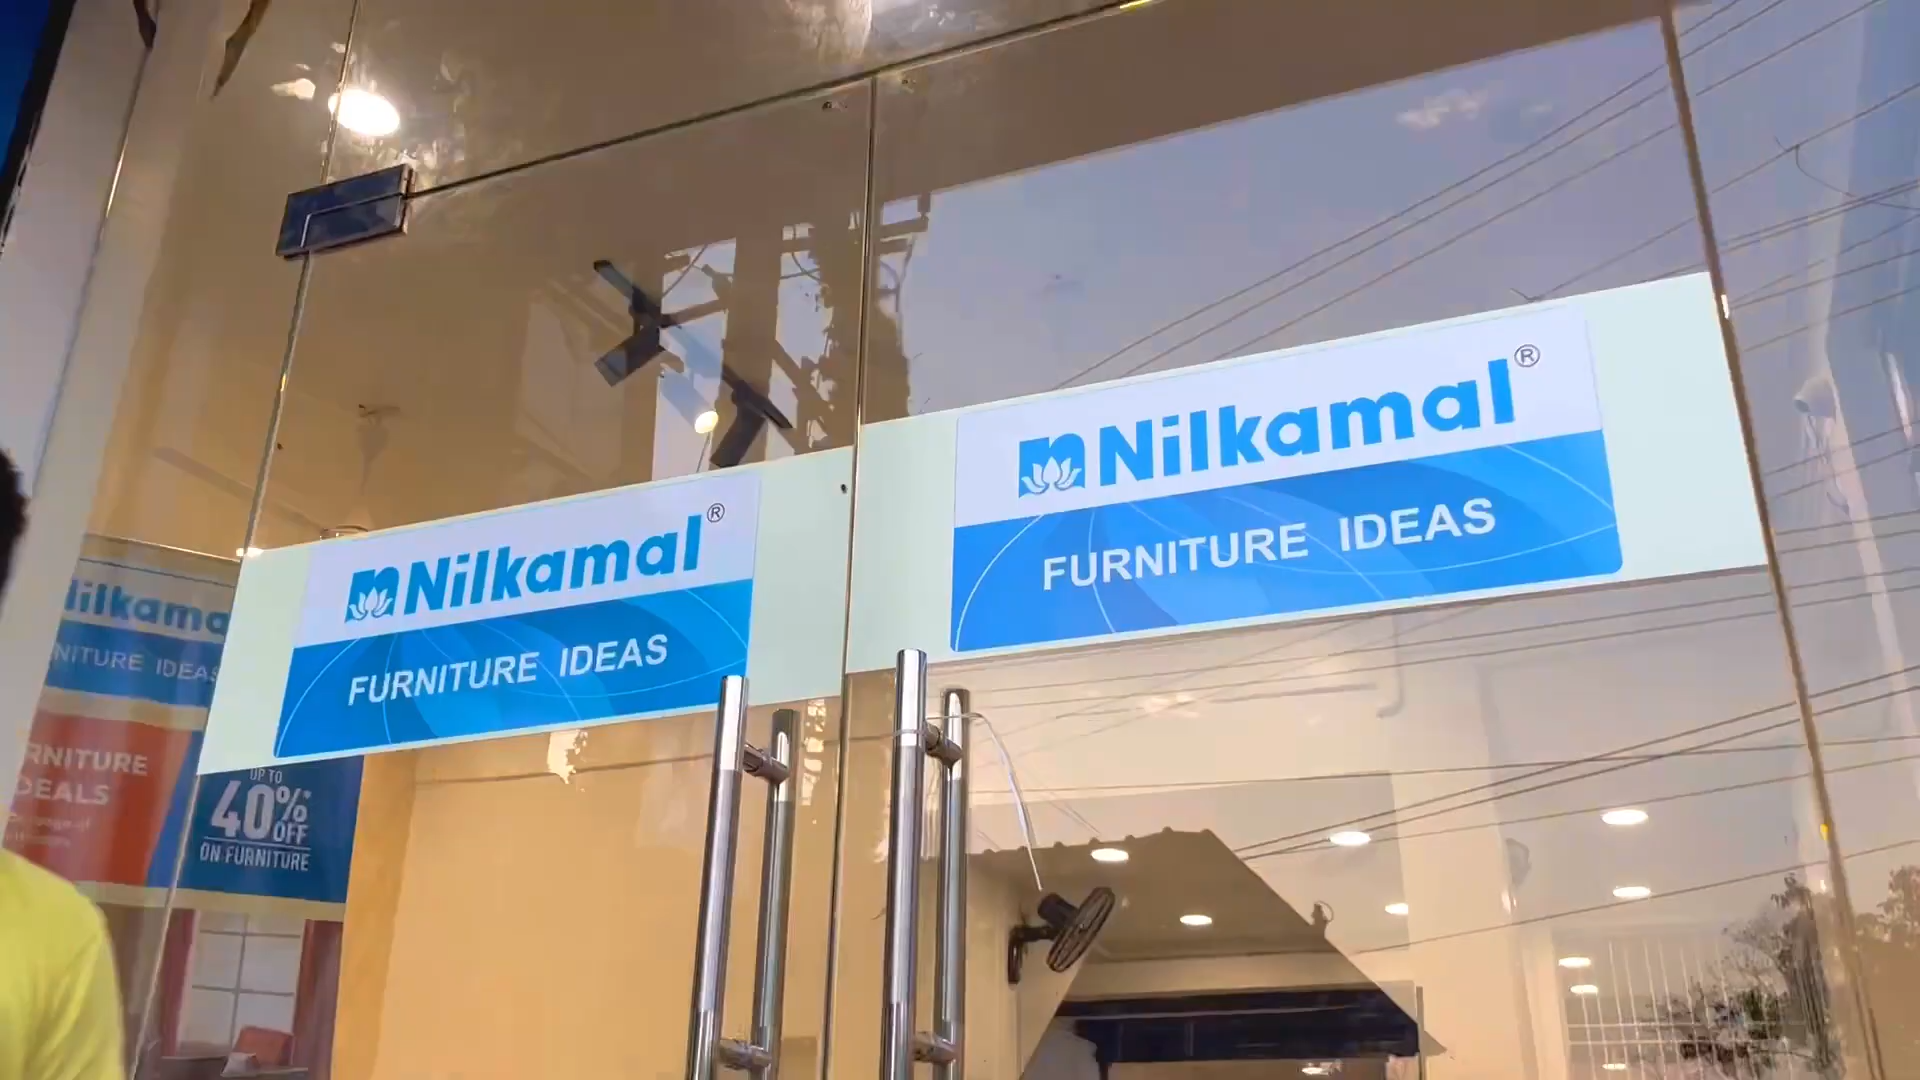 Nilkamal®
FURNITURE IDEAS
Nilkamal®
FURNITURE IDEAS
UP TO
40%*
OFF
ON FURNITURE